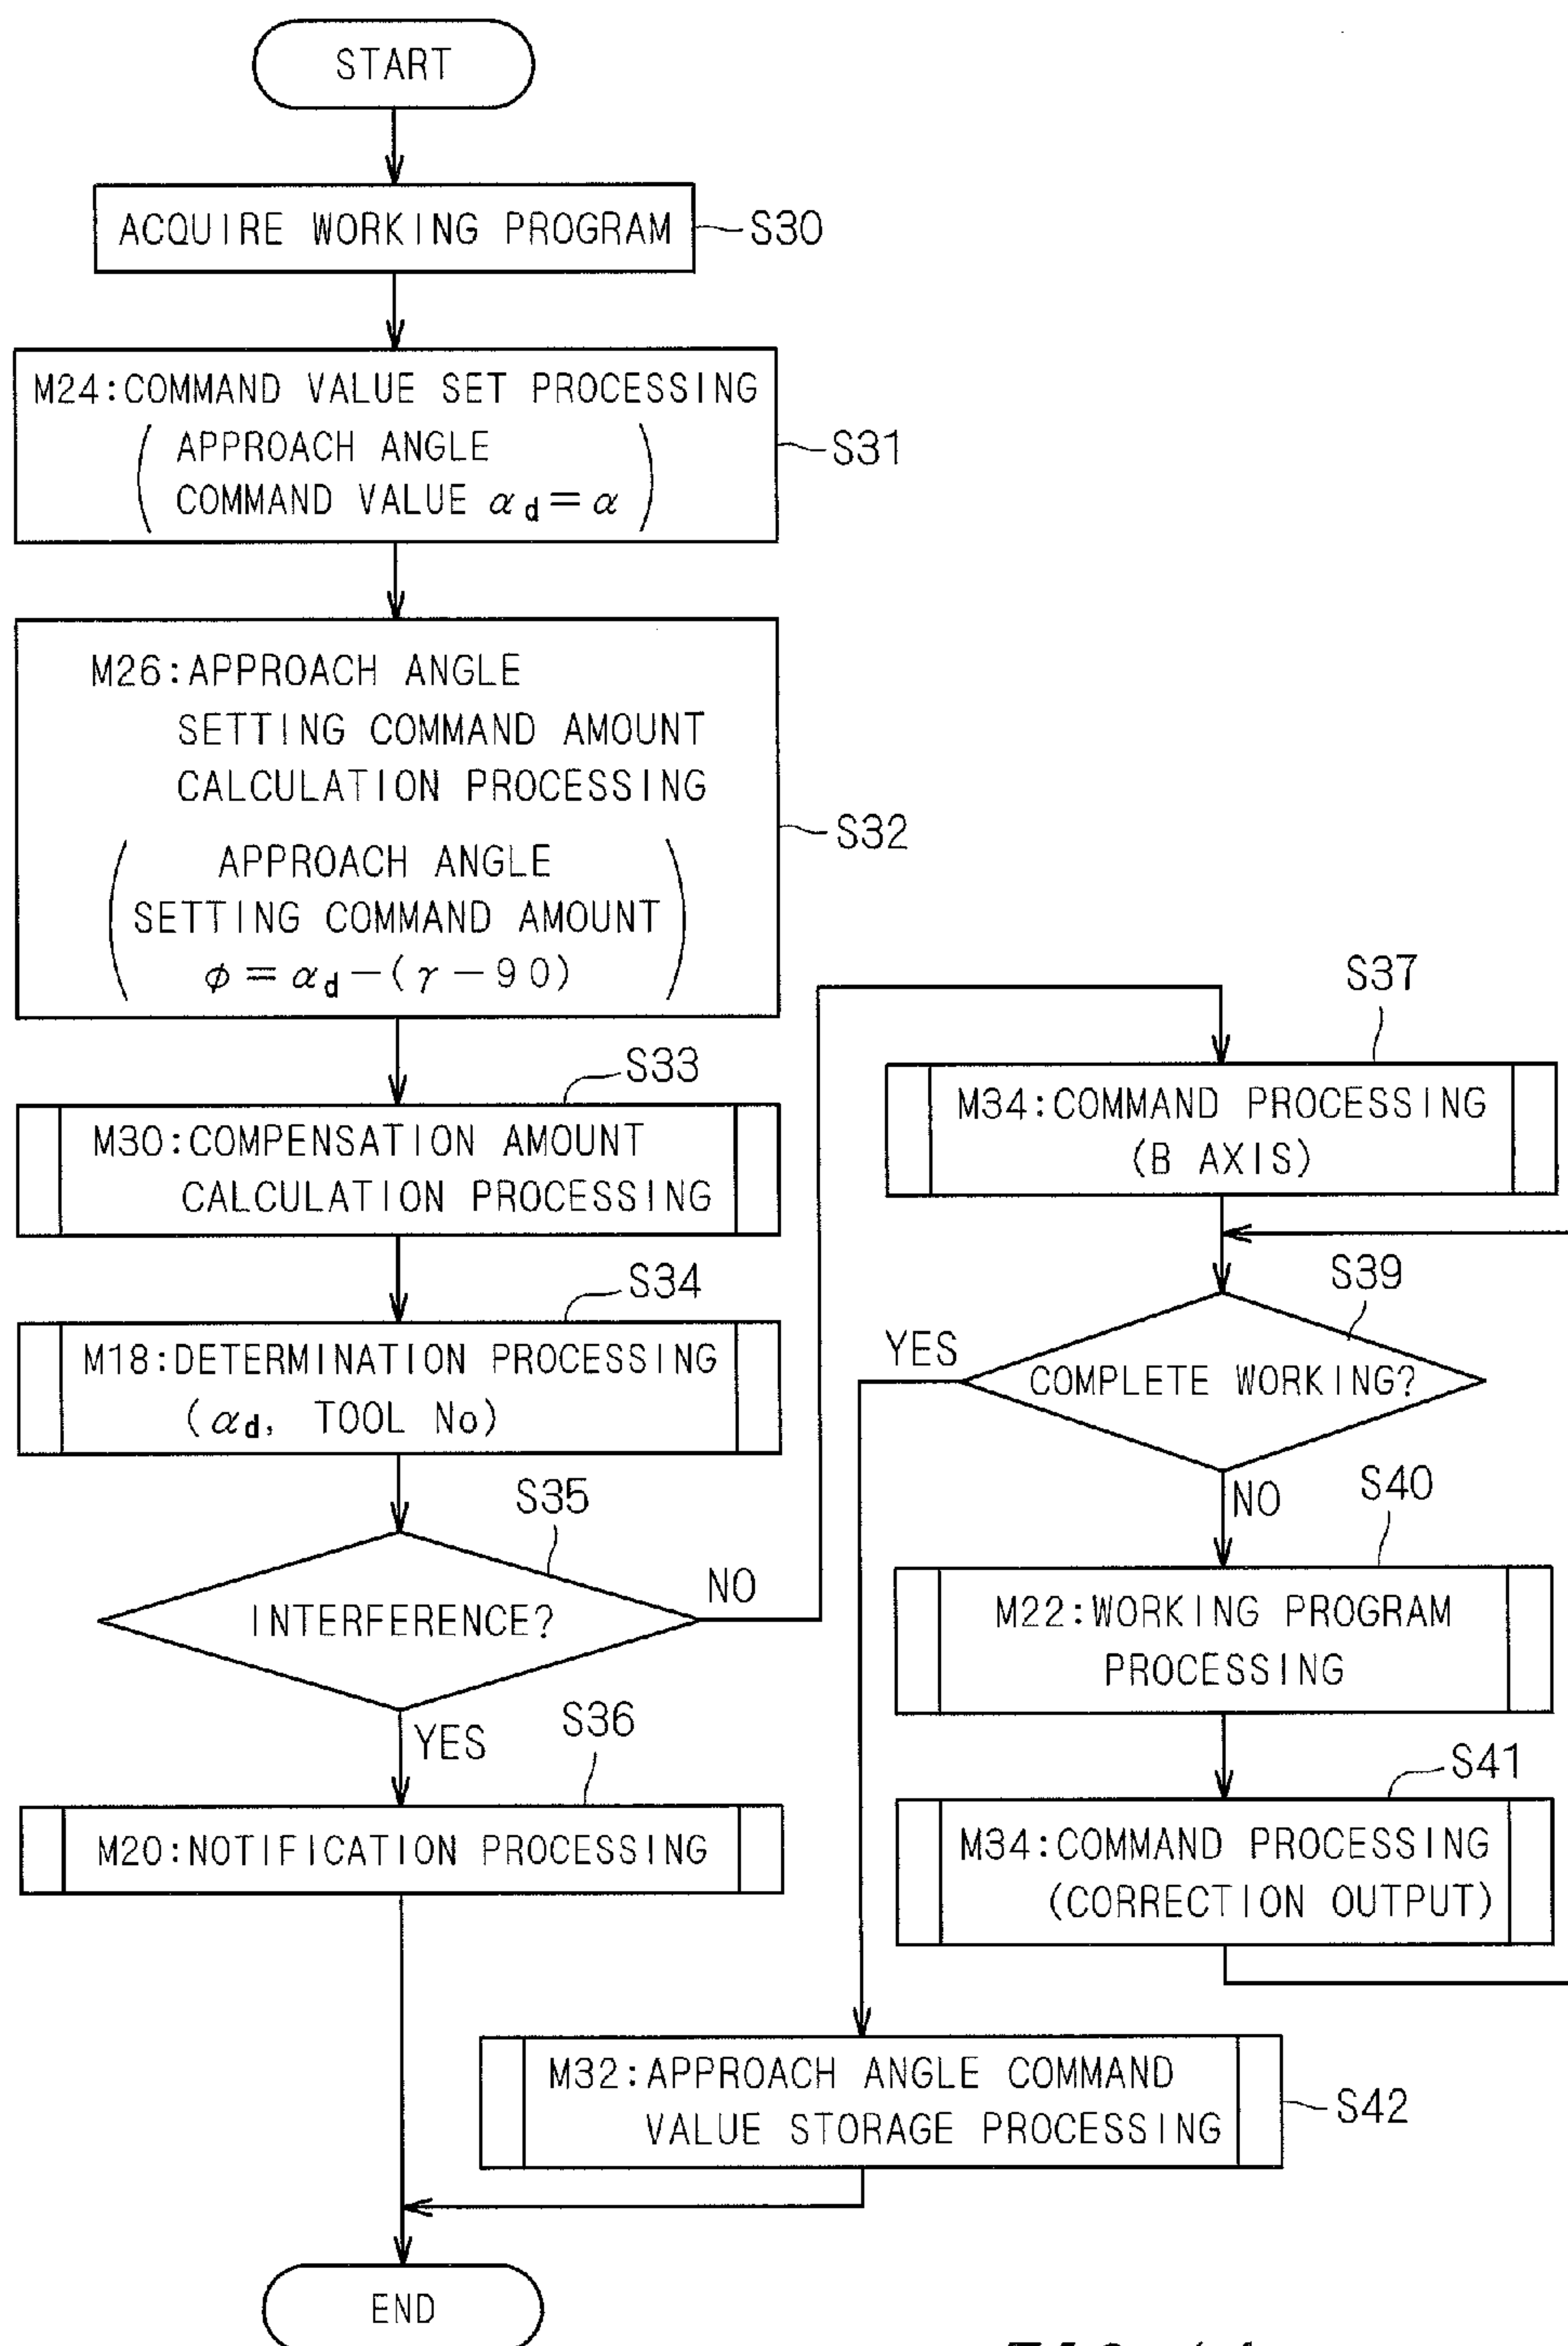 START
ACQUIRE WORKING PROGRAM
S30
M24:COMMAND VALUE SET PROCESSING
(APPROACH ANGLE
COMMAND VALUE αd=α)
S31
M26:APPROACH ANGLE
SETTING COMMAND AMOUNT
CALCULATION PROCESSING
(APPROACH ANGLE
SETTING COMMAND AMOUNT
φ=αd−(γ−90))
S32
S33
M30:COMPENSATION AMOUNT
CALCULATION PROCESSING
S34
M18:DETERMINATION PROCESSING
(αd, TOOL No)
S35
INTERFERENCE?
NO
YES
S36
M20:NOTIFICATION PROCESSING
S37
M34:COMMAND PROCESSING
(B AXIS)
S39
YES
COMPLETE WORKING?
NO
S40
M22:WORKING PROGRAM
PROCESSING
S41
M34:COMMAND PROCESSING
(CORRECTION OUTPUT)
M32:APPROACH ANGLE COMMAND
VALUE STORAGE PROCESSING
S42
END